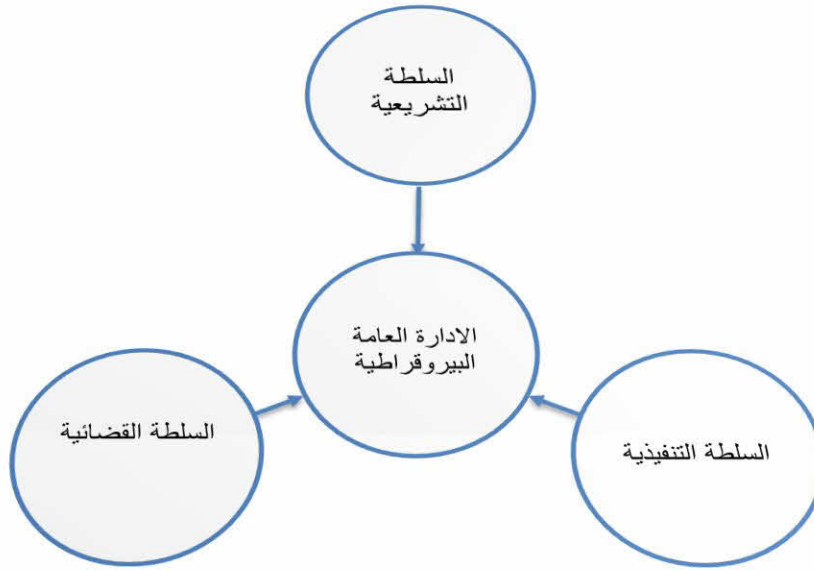 السلطة
التشريعية
الادارة العامة
البيروقراطية
السلطة القضائية
السلطة التنفيذية